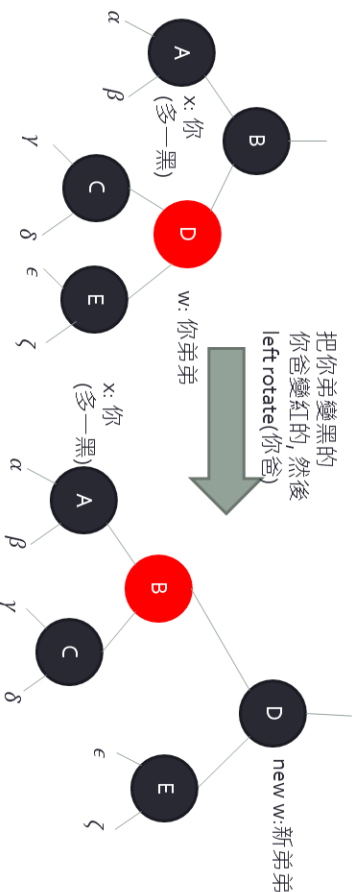 B
A
x: 你
(多一黑)
D
w: 你弟弟
C
E
α
β
γ
δ
ϵ
ζ
把你弟變黑的
你爸變紅的, 然後
left rotate(你爸)
D
new w:新弟弟
B
E
x: 你
(多一黑)
A
C
ϵ
ζ
α
β
γ
δ